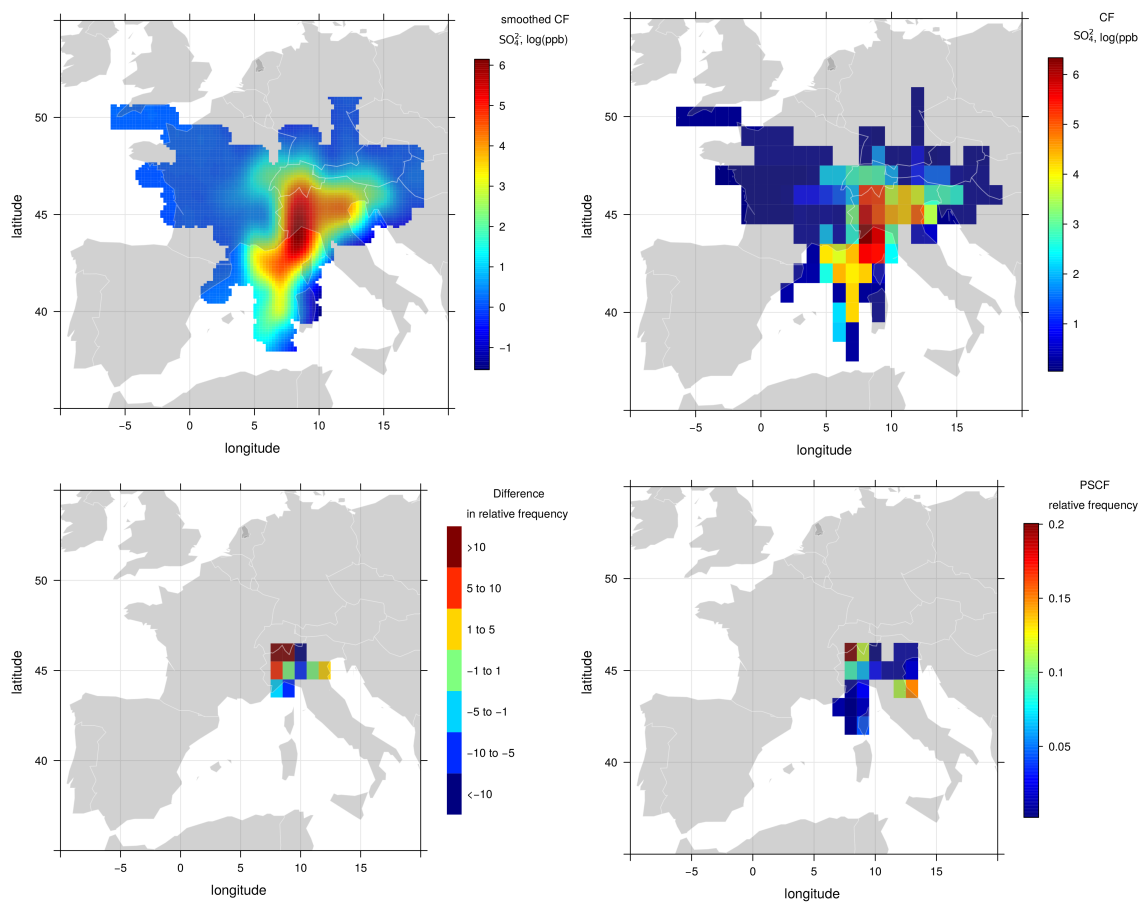 smoothed CF
SO₄²⁻, log(ppb)
6
5
4
3
2
1
0
−1
50
45
40
latitude
−5
0
5
10
15
longitude
CF
SO₄²⁻, log(ppb
6
5
4
3
2
1
50
45
40
latitude
−5
0
5
10
15
longitude
Difference
in relative frequency
>10
5 to 10
1 to 5
−1 to 1
−5 to −1
−10 to −5
<−10
50
45
40
latitude
−5
0
5
10
15
longitude
PSCF
relative frequency
0.2
0.15
0.1
0.05
50
45
40
latitude
−5
0
5
10
15
longitude